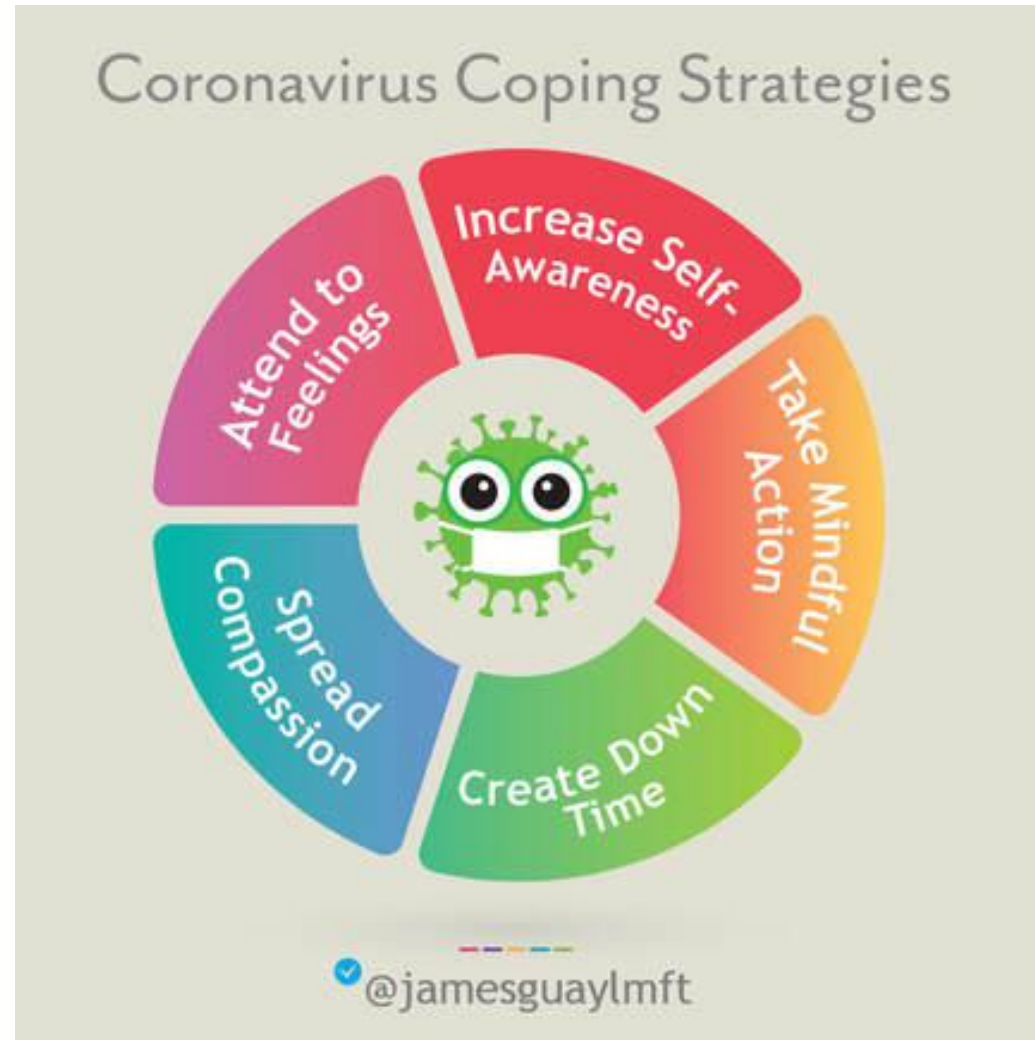 Coronavirus Coping Strategies
Increase Self-
Awareness
Take Mindful
Action
Create Down
Time
Spread
Compassion
Attend to
Feelings
@jamesguaylmft